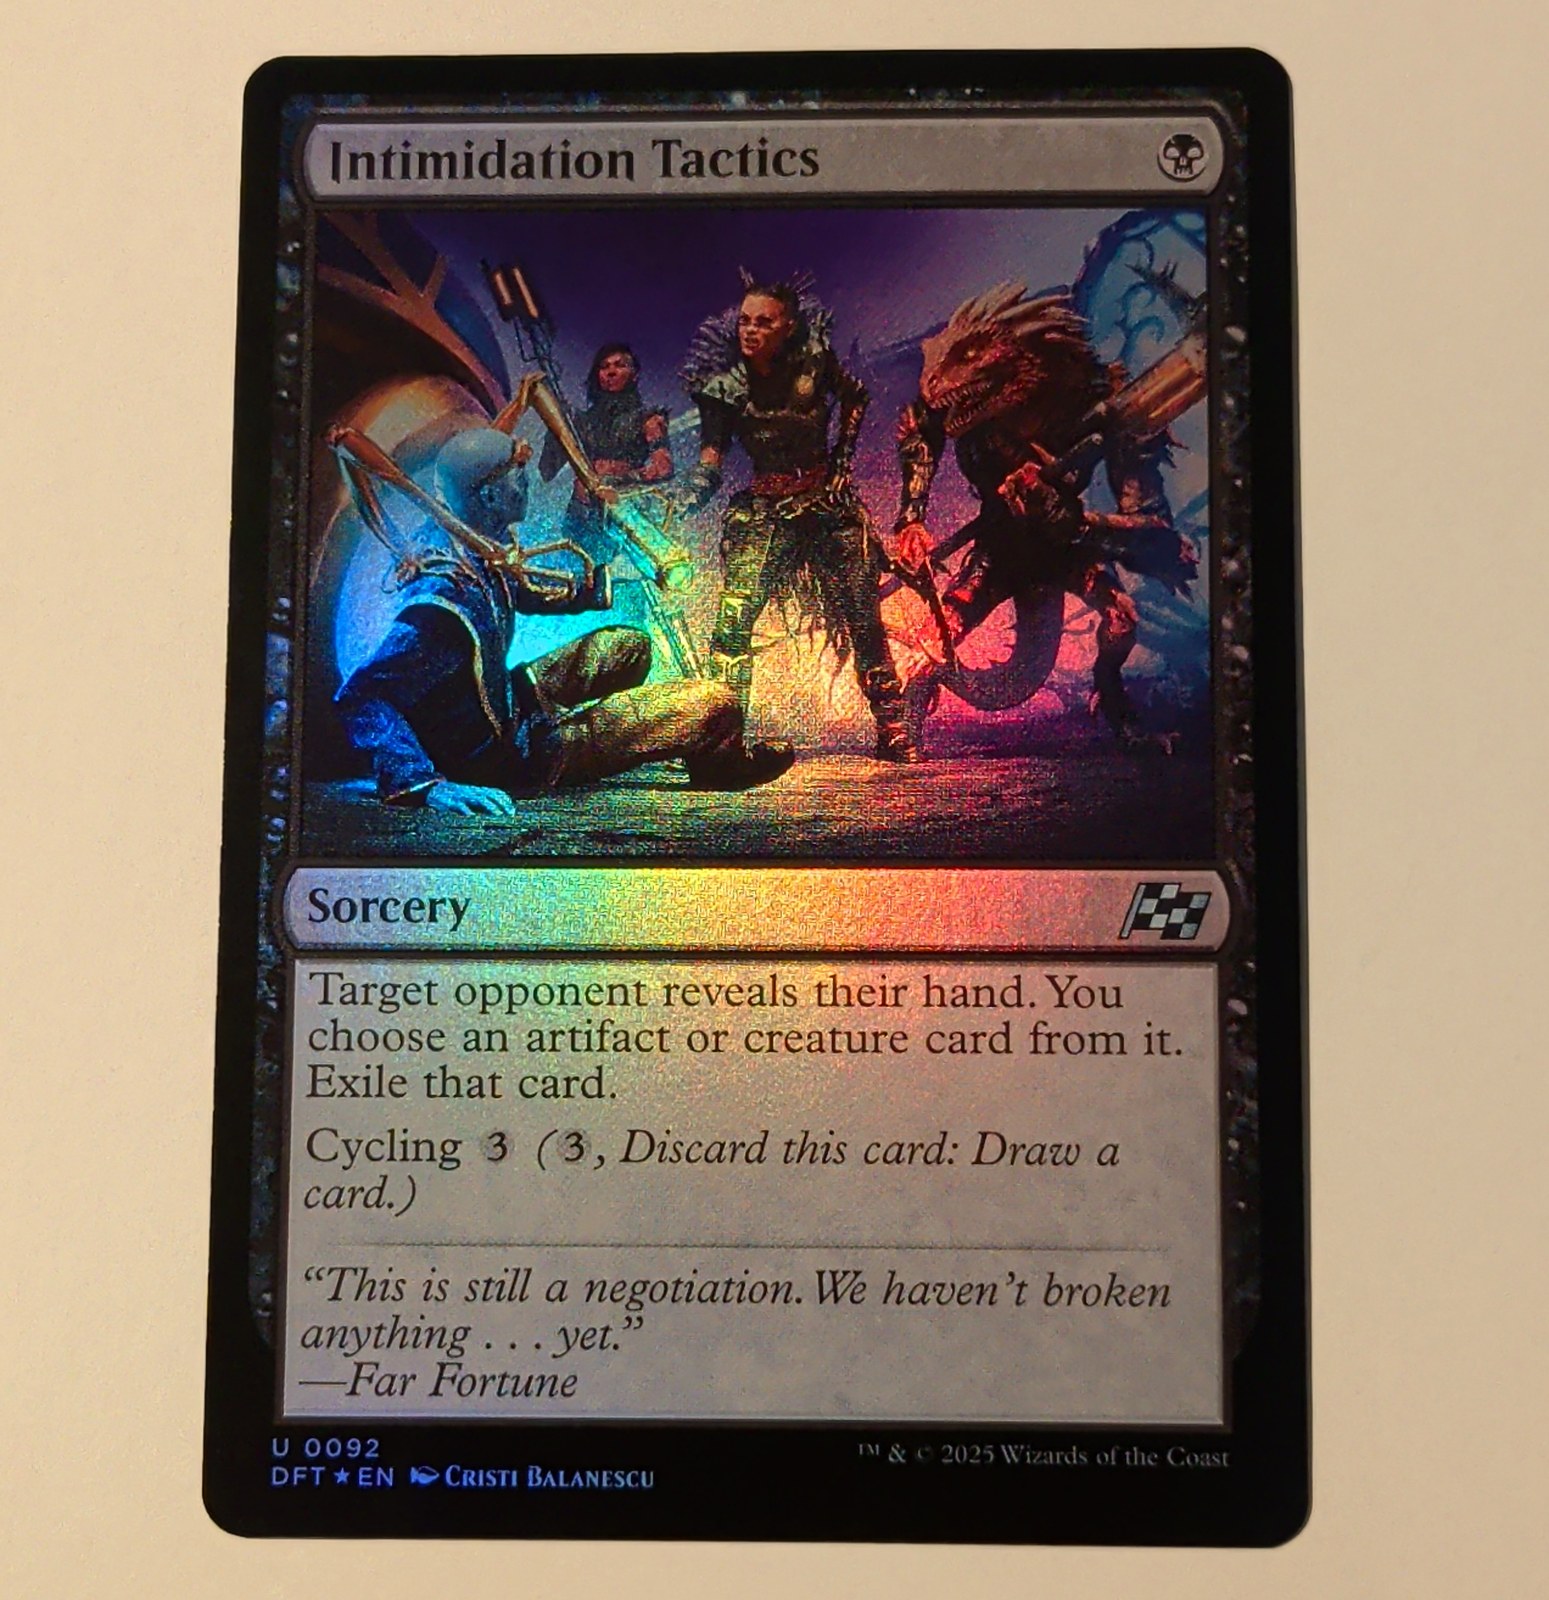 Intimidation Tactics
Sorcery
Target opponent reveals their hand. You
choose an artifact or creature card from it.
Exile that card.
Cycling 3 (3, Discard this card: Draw a
card.)
“This is still a negotiation. We haven’t broken
anything . . . yet.”
—Far Fortune
U 0092
™ & © 2025 Wizards of the Coast
DFT★EN Cristi Balanescu